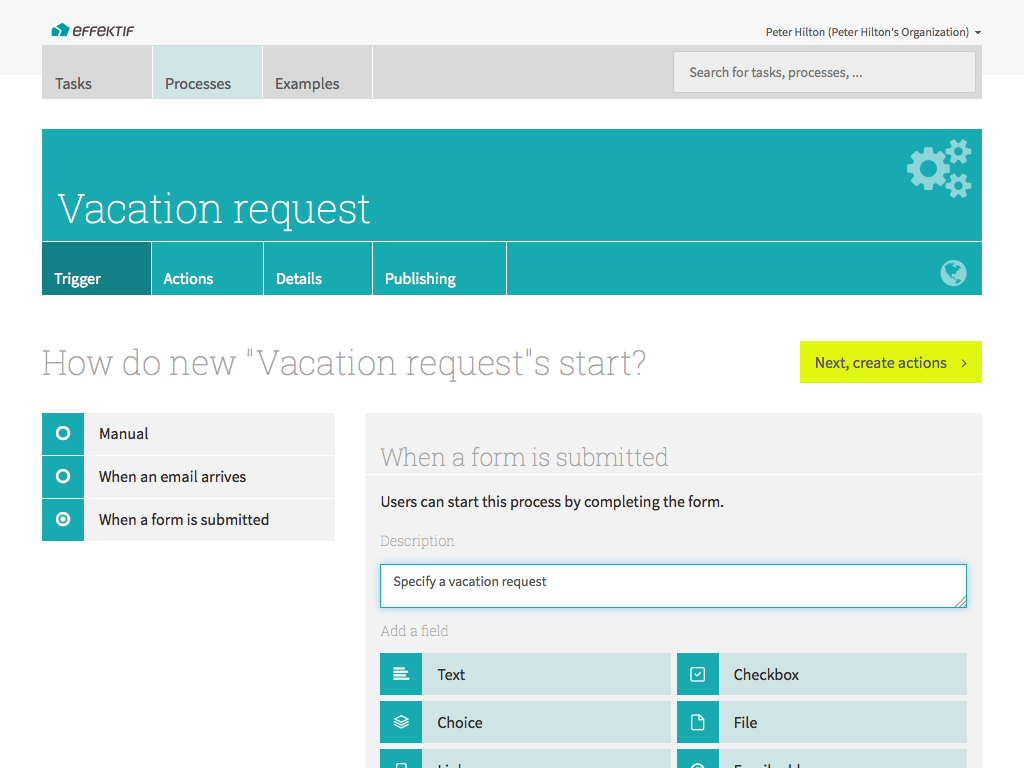 EFFEKTIF
Peter Hilton (Peter Hilton's Organization)
Tasks
Processes
Examples
Search for tasks, processes, ...
Vacation request
Trigger
Actions
Details
Publishing
How do new "Vacation request"s start?
Next, create actions
Manual
When an email arrives
When a form is submitted
When a form is submitted
Users can start this process by completing the form.
Description
Specify a vacation request
Add a field
Text
Checkbox
Choice
File